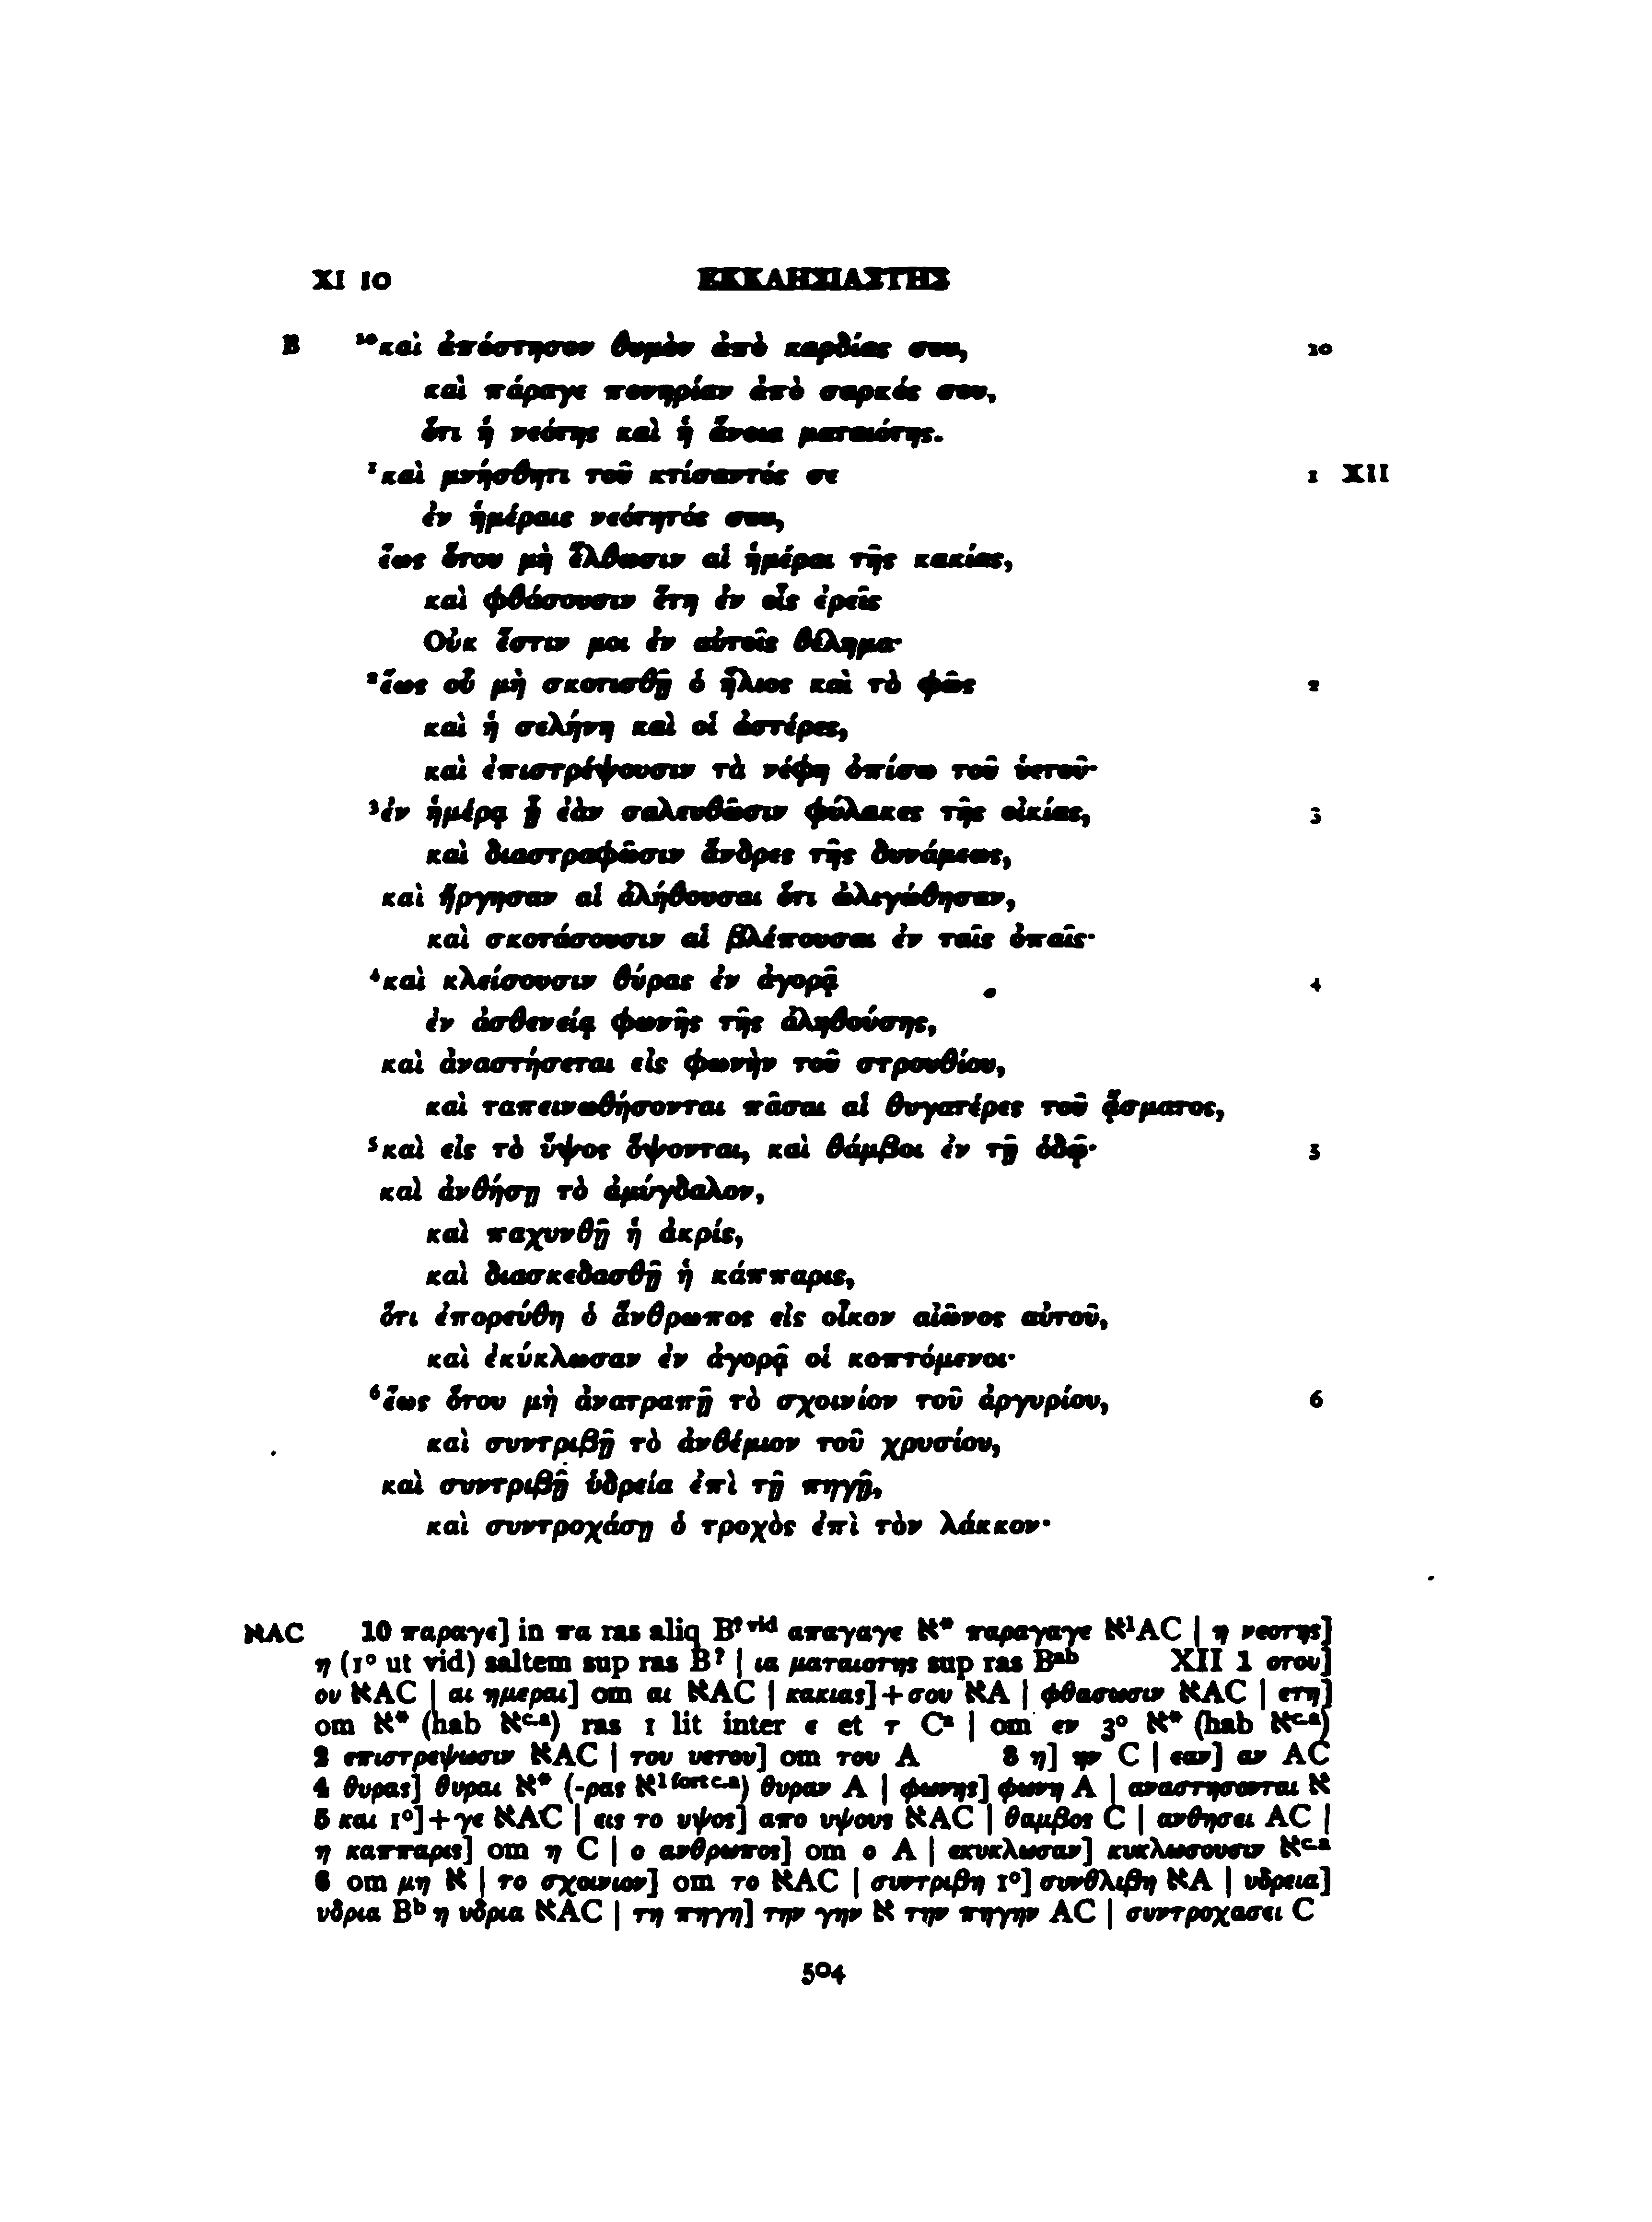 XI 10 ΕΚΚΛΗΣΙΑΣΤΗΣ
B ¹⁰καὶ ἀπόστησον θυμὸν ἀπὸ καρδίας σου, 10
καὶ πάραγε πονηρίαν ἀπὸ σαρκός σου,
ὅτι ἡ νεότης καὶ ἡ ἄνοια ματαιότης.
¹καὶ μνήσθητι τοῦ κτίσαντός σε 1 XII
ἐν ἡμέραις νεότητός σου,
ἕως ὅτου μὴ ἔλθωσιν αἱ ἡμέραι τῆς κακίας,
καὶ φθάσουσιν ἔτη ἐν οἷς ἐρεῖς
Οὐκ ἔστιν μοι ἐν αὐτοῖς θέλημα·
²ἕως οὗ μὴ σκοτισθῇ ὁ ἥλιος καὶ τὸ φῶς 2
καὶ ἡ σελήνη καὶ οἱ ἀστέρες,
καὶ ἐπιστρέψουσιν τὰ νέφη ὀπίσω τοῦ ὑετοῦ·
³ἐν ἡμέρᾳ ᾗ ἐὰν σαλευθῶσιν φύλακες τῆς οἰκίας, 3
καὶ διαστραφῶσιν ἄνδρες τῆς δυνάμεως,
καὶ ἤργησαν αἱ ἀλήθουσαι ὅτι ὠλιγώθησαν,
καὶ σκοτάσουσιν αἱ βλέπουσαι ἐν ταῖς ὀπαῖς·
⁴καὶ κλείσουσιν θύρας ἐν ἀγορᾷ 4
ἐν ἀσθενείᾳ φωνῆς τῆς ἀληθούσης,
καὶ ἀναστήσεται εἰς φωνὴν τοῦ στρουθίου,
καὶ ταπεινωθήσονται πᾶσαι αἱ θυγατέρες τοῦ ᾄσματος,
⁵καὶ εἰς τὸ ὕψος ὄψονται, καὶ θάμβοι ἐν τῇ ὁδῷ· 5
καὶ ἀνθήσῃ τὸ ἀμύγδαλον,
καὶ παχυνθῇ ἡ ἀκρίς,
καὶ διασκεδασθῇ ἡ κάππαρις,
ὅτι ἐπορεύθη ὁ ἄνθρωπος εἰς οἶκον αἰῶνος αὐτοῦ,
καὶ ἐκύκλωσαν ἐν ἀγορᾷ οἱ κοπτόμενοι·
⁶ἕως ὅτου μὴ ἀνατραπῇ τὸ σχοινίον τοῦ ἀργυρίου, 6
καὶ συντριβῇ τὸ ἀνθέμιον τοῦ χρυσίου,
καὶ συντριβῇ ὑδρεία ἐπὶ τῇ πηγῇ,
καὶ συντροχάσῃ ὁ τροχὸς ἐπὶ τὸν λάκκον·
אAC 10 παραγε] in πα ras aliq B^{? vid} απαγαγε א* παραγαγε א¹AC | η νεοτης]
η (1° ut vid) saltem sup ras B^? | ια ματαιοτης sup ras B^{ab} XII 1 οτου]
ου אAC | αι ημεραι] om αι אAC | κακιας]+σου אA | φθασωσιν אAC | ετη]
om א* (hab א^{c.a}) ras 1 lit inter ε et τ C^a | om εν 3° א* (hab א^{c.a})
2 επιστρεψωσιν אAC | του υετου] om του A 3 η] ην C | εαν] αν AC
4 θυρας] θυραι א* (-ρας א^{1 fort c.a}) θυραν A | φωνης] φωνη A | αναστησονται א
5 και 1°]+γε אAC | εις το υψος] απο υψους אAC | θαμβος C | ανθησει AC |
η καππαρις] om η C | ο ανθρωπος] om ο A | εκυκλωσαν] κυκλωσουσιν א^{c.a}
6 om μη א | το σχοινιον] om το אAC | συντριβη 1°] συνθλιβη אA | υδρεια]
υδρια B^b η υδρια אAC | τη πηγη] την γην א την πηγην AC | συντροχασει C
504